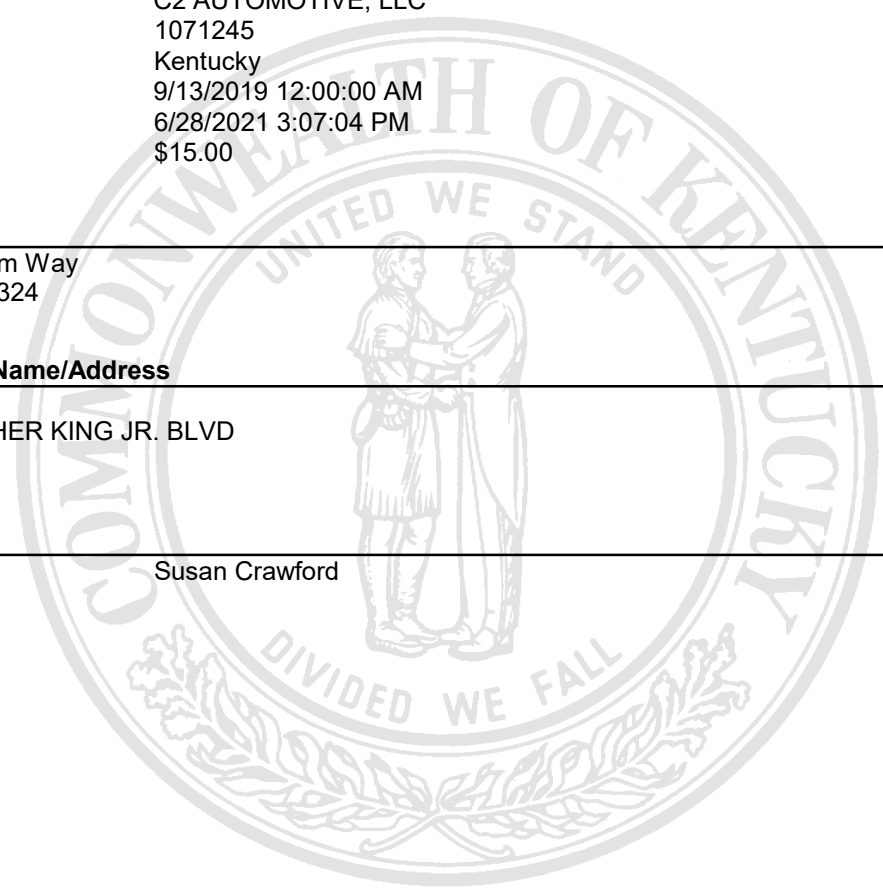 C2 AUTOMOTIVE, LLC
1071245
Kentucky
9/13/2019 12:00:00 AM
6/28/2021 3:07:04 PM
$15.00
COMMONWEALTH OF KENTUCKY
UNITED WE STAND
m Way
324
Name/Address
HER KING JR. BLVD
Susan Crawford
DIVIDED WE FALL